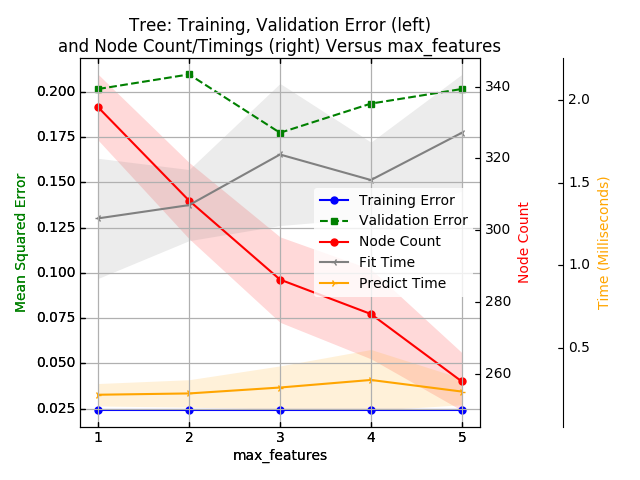 Tree: Training, Validation Error (left)
and Node Count/Timings (right) Versus max_features
Mean Squared Error
0.200
0.175
0.150
0.125
0.100
0.075
0.050
0.025
1
2
3
4
5
max_features
Training Error
Validation Error
Node Count
Fit Time
Predict Time
340
320
300
280
260
Node Count
2.0
1.5
1.0
0.5
Time (Milliseconds)